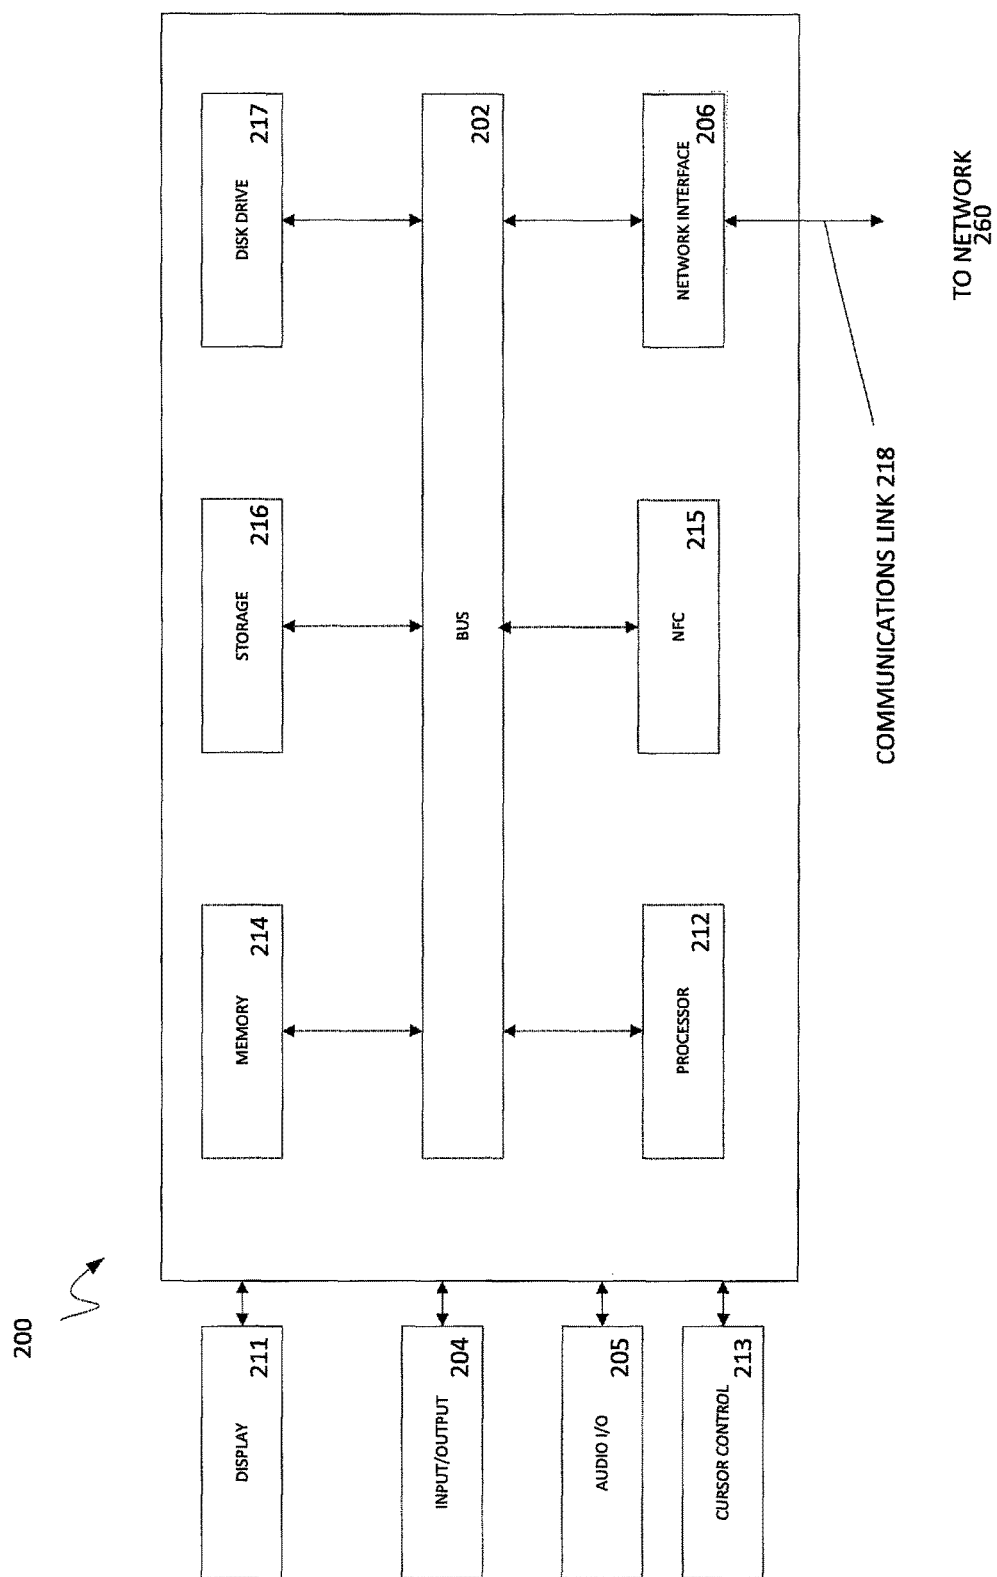 200
DISPLAY
211
INPUT/OUTPUT
204
AUDIO I/O
205
CURSOR CONTROL
213
MEMORY
214
STORAGE
216
DISK DRIVE
217
BUS
202
PROCESSOR
212
NFC
215
NETWORK INTERFACE
206
COMMUNICATIONS LINK 218
TO NETWORK
260